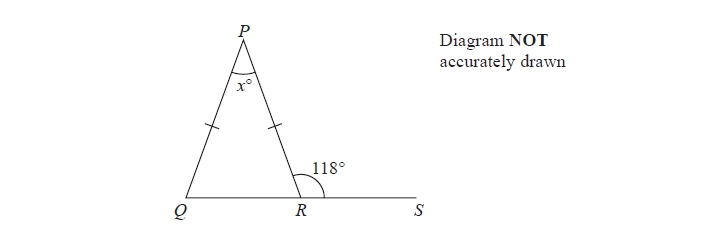 P
Diagram NOT
accurately drawn
x°
118°
Q
R
S